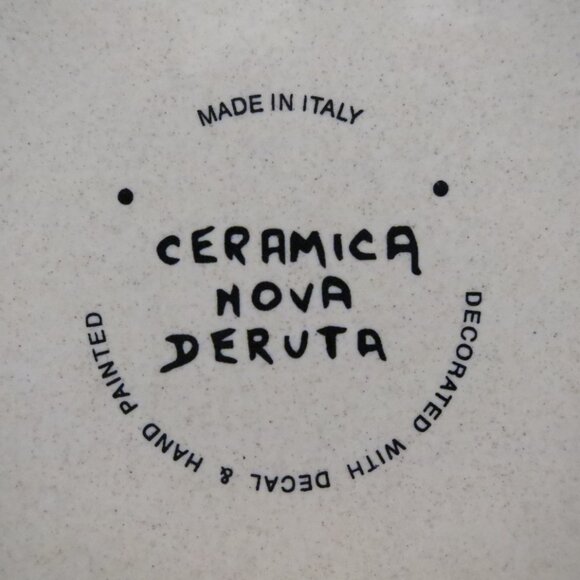 MADE IN ITALY
CERAMICA
NOVA
DERUTA
DECORATED WITH DECAL & HAND PAINTED